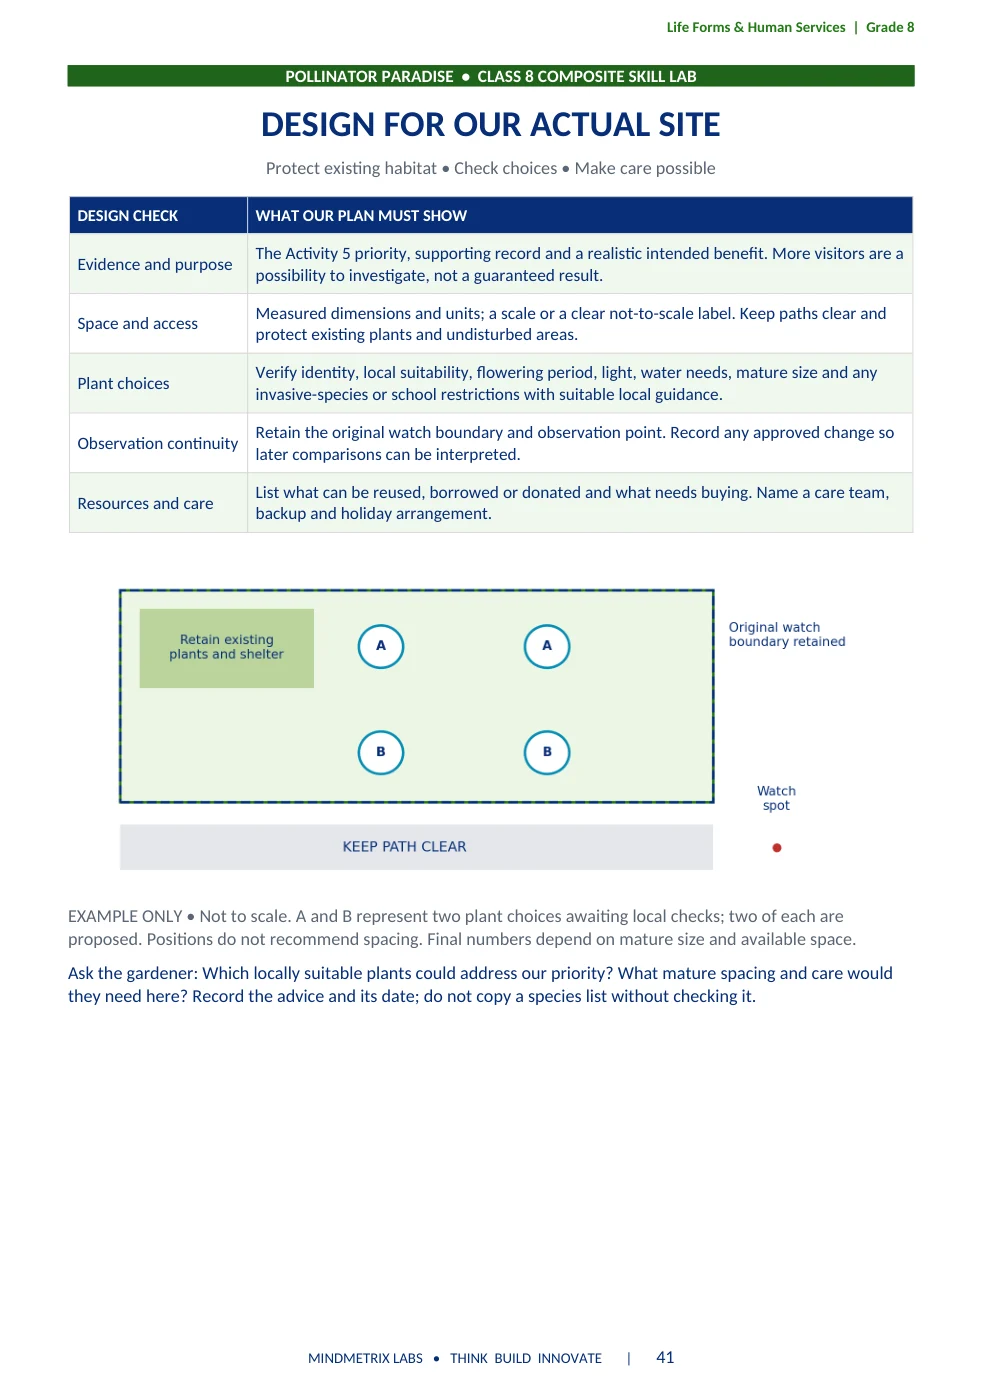 Life Forms & Human Services | Grade 8
POLLINATOR PARADISE ● CLASS 8 COMPOSITE SKILL LAB
DESIGN FOR OUR ACTUAL SITE
Protect existing habitat ● Check choices ● Make care possible
DESIGN CHECK
WHAT OUR PLAN MUST SHOW
Evidence and purpose
The Activity 5 priority, supporting record and a realistic intended benefit. More visitors are a
possibility to investigate, not a guaranteed result.
Space and access
Measured dimensions and units; a scale or a clear not-to-scale label. Keep paths clear and
protect existing plants and undisturbed areas.
Plant choices
Verify identity, local suitability, flowering period, light, water needs, mature size and any
invasive-species or school restrictions with suitable local guidance.
Observation continuity
Retain the original watch boundary and observation point. Record any approved change so
later comparisons can be interpreted.
Resources and care
List what can be reused, borrowed or donated and what needs buying. Name a care team,
backup and holiday arrangement.
Retain existing
plants and shelter
A
A
Original watch
boundary retained
B
B
Watch
spot
KEEP PATH CLEAR
EXAMPLE ONLY ● Not to scale. A and B represent two plant choices awaiting local checks; two of each are
proposed. Positions do not recommend spacing. Final numbers depend on mature size and available space.
Ask the gardener: Which locally suitable plants could address our priority? What mature spacing and care would
they need here? Record the advice and its date; do not copy a species list without checking it.
MINDMETRIX LABS ● THINK BUILD INNOVATE | 41